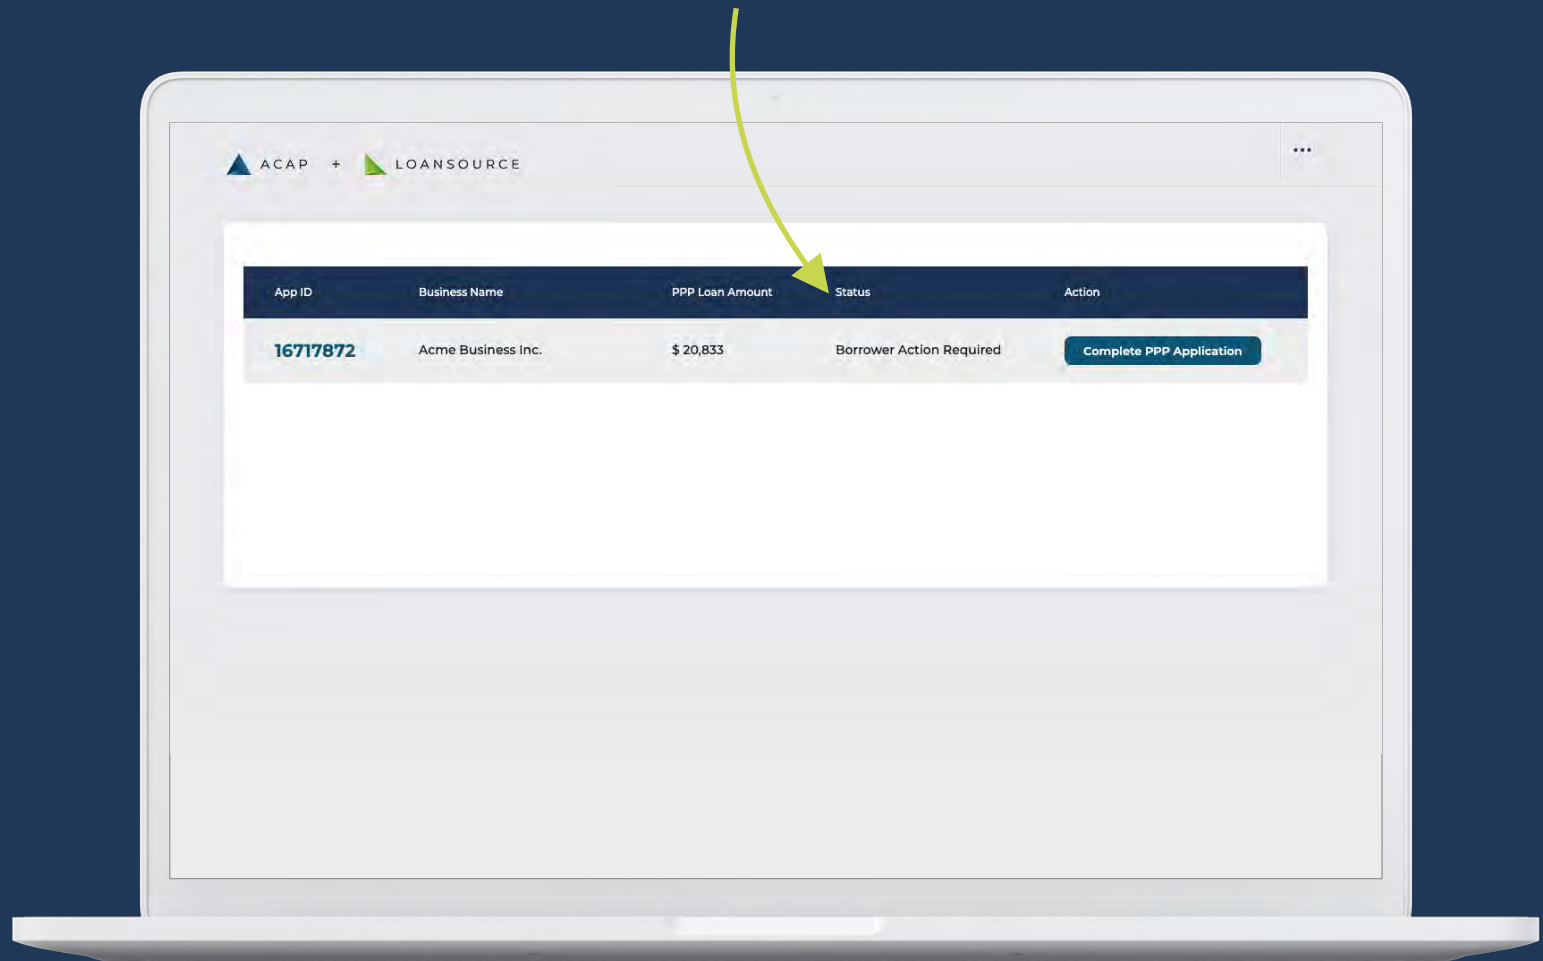 ACAP + LOANSOURCE
...
App ID Business Name PPP Loan Amount Status Action
16717872 Acme Business Inc. $ 20,833 Borrower Action Required Complete PPP Application